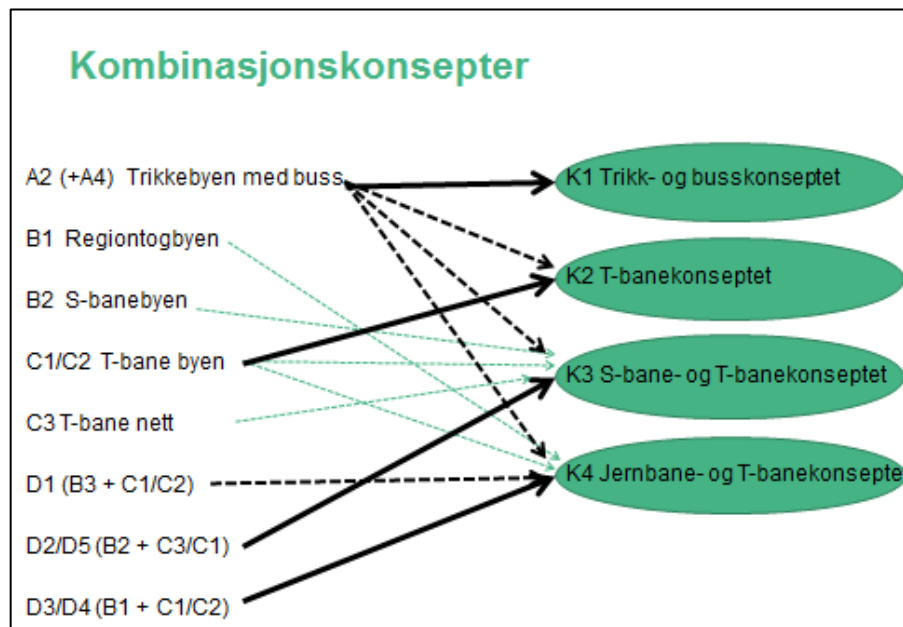 Kombinasjonskonsepter
A2 (+A4) Trikkebyen med buss
B1 Regiontogbyen
B2 S-banebyen
C1/C2 T-bane byen
C3 T-bane nett
D1 (B3 + C1/C2)
D2/D5 (B2 + C3/C1)
D3/D4 (B1 + C1/C2)
K1 Trikk- og busskonseptet
K2 T-banekonseptet
K3 S-bane- og T-banekonseptet
K4 Jernbane- og T-banekonsepte